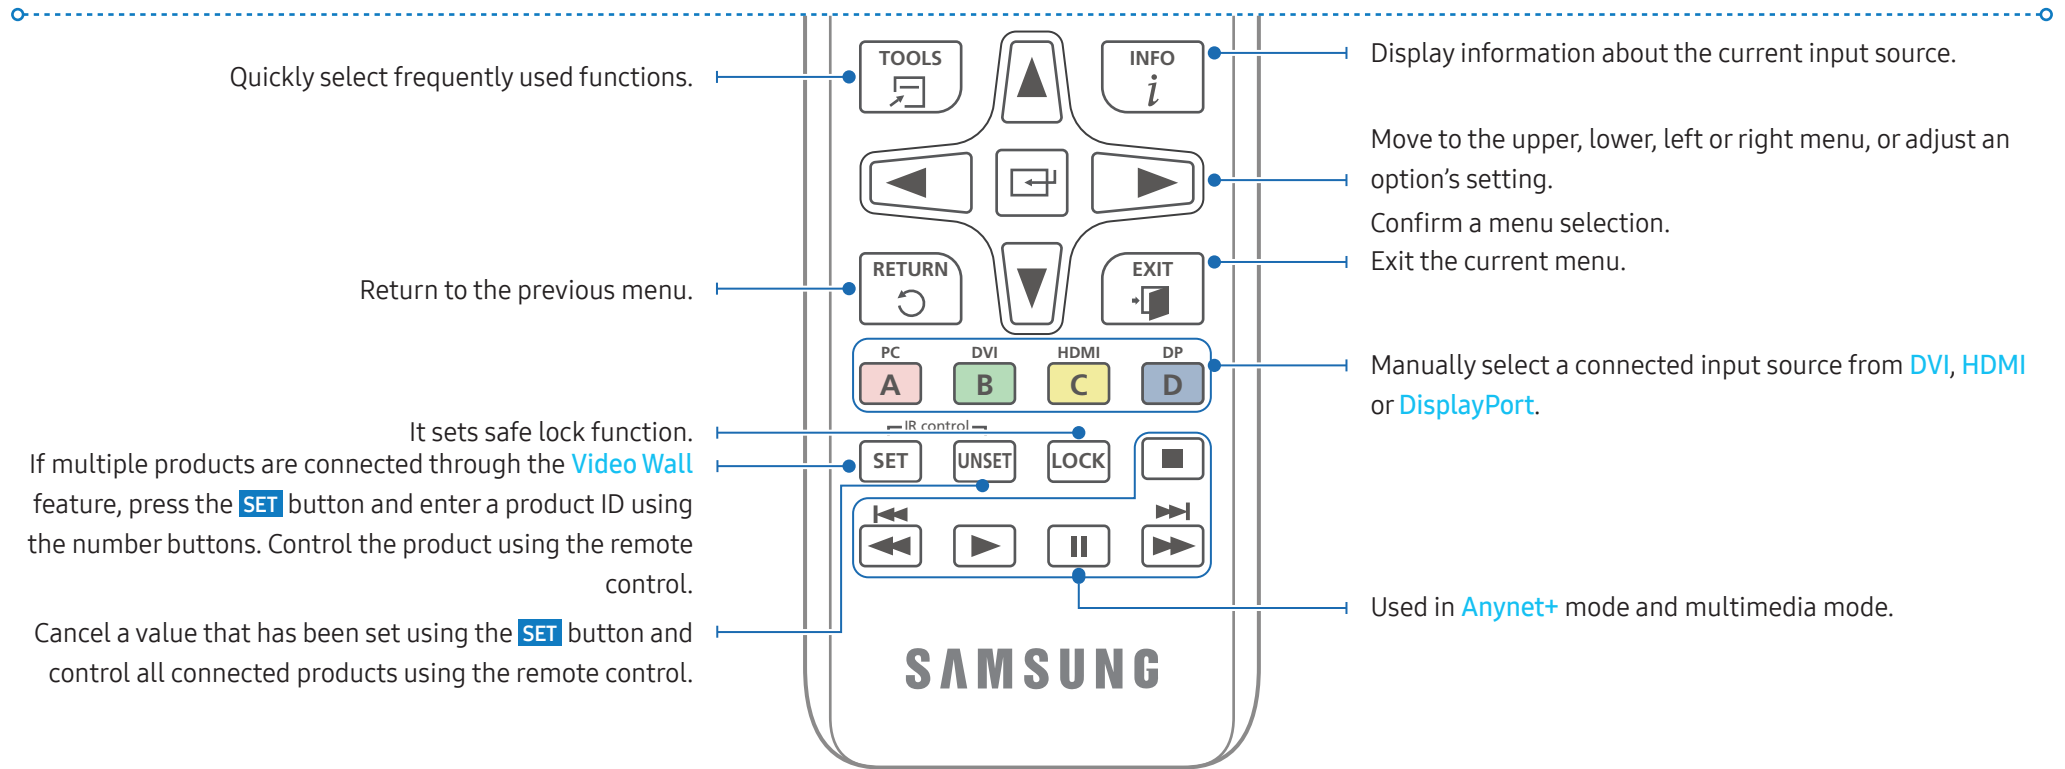 TOOLS
INFO
i
Quickly select frequently used functions.
Display information about the current input source.
Move to the upper, lower, left or right menu, or adjust an
option’s setting.
Confirm a menu selection.
RETURN
EXIT
Return to the previous menu.
Exit the current menu.
PC DVI HDMI DP
A B C D
Manually select a connected input source from DVI, HDMI
or DisplayPort.
It sets safe lock function.
IR control
SET UNSET LOCK
If multiple products are connected through the Video Wall
feature, press the SET button and enter a product ID using
the number buttons. Control the product using the remote
control.
Used in Anynet+ mode and multimedia mode.
Cancel a value that has been set using the SET button and
control all connected products using the remote control.
SAMSUNG